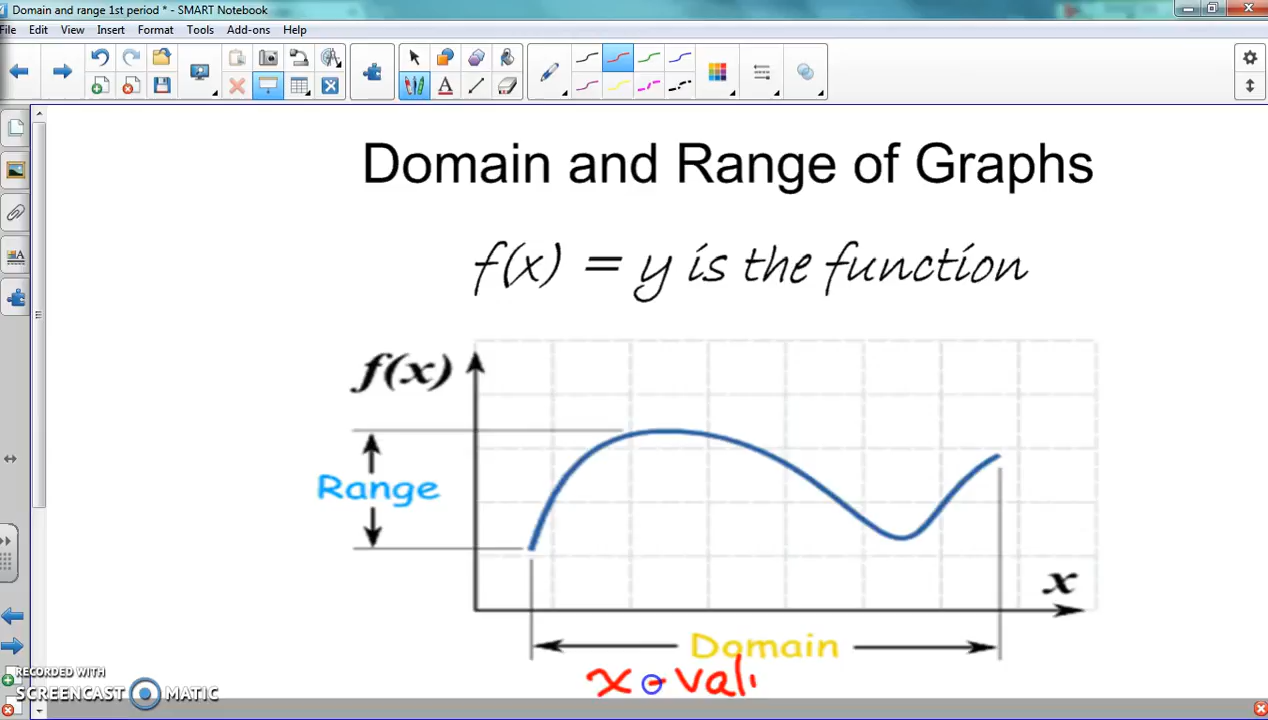 Domain and range 1st period * - SMART Notebook
File Edit View Insert Format Tools Add-ons Help
Domain and Range of Graphs
f(x) = y is the function
f(x)
Range
x
Domain
x - val
RECORDED WITH
SCREENCAST MATIC